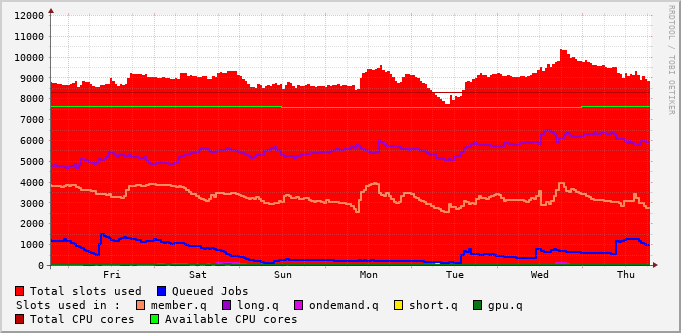 12000
11000
10000
9000
8000
7000
6000
5000
4000
3000
2000
1000
0
Fri Sat Sun Mon Tue Wed Thu
RRDTOOL / TOBI OETIKER
Total slots used Queued Jobs
Slots used in : member.q long.q ondemand.q short.q gpu.q
Total CPU cores Available CPU cores